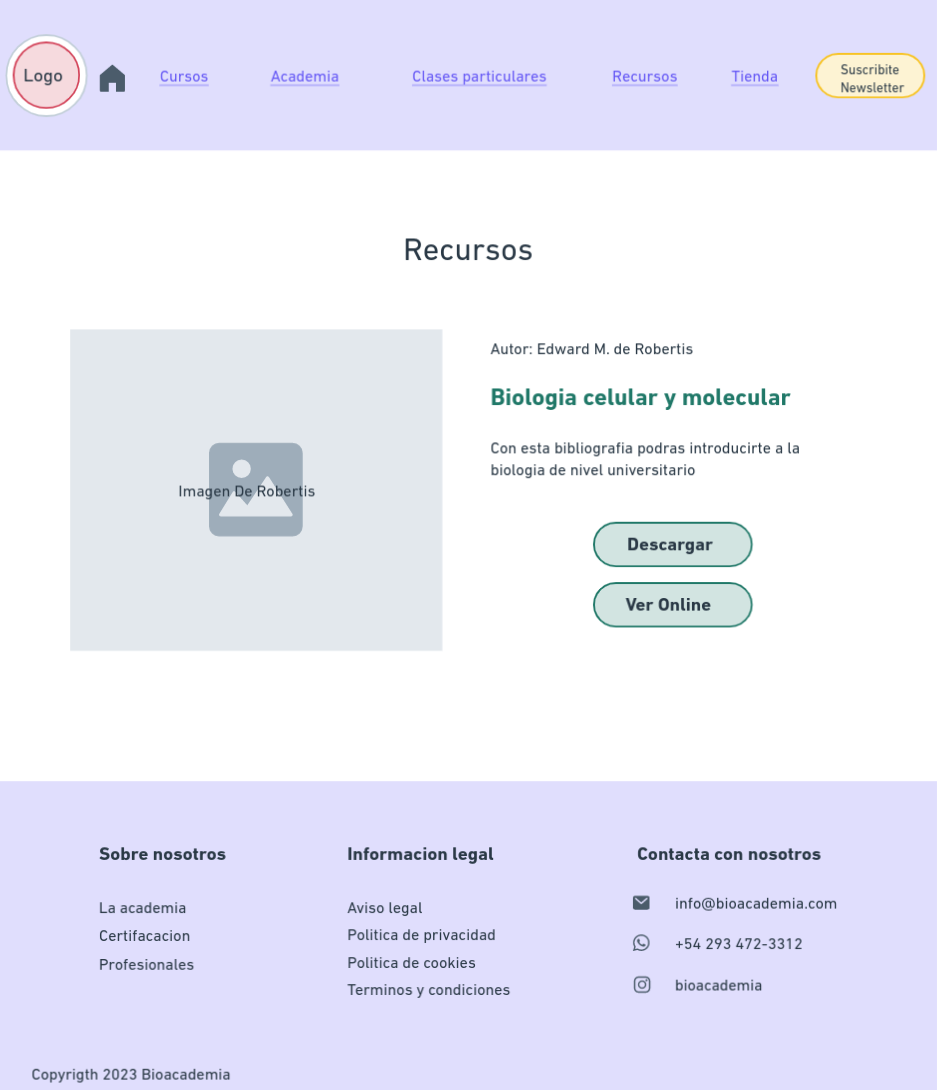 Logo
Cursos
Academia
Clases particulares
Recursos
Tienda
Suscribite
Newsletter
Recursos
Imagen De Robertis
Autor: Edward M. de Robertis
Biologia celular y molecular
Con esta bibliografia podras introducirte a la
biologia de nivel universitario
Descargar
Ver Online
Sobre nosotros
La academia
Certifacacion
Profesionales
Informacion legal
Aviso legal
Politica de privacidad
Politica de cookies
Terminos y condiciones
Contacta con nosotros
info@bioacademia.com
+54 293 472-3312
bioacademia
Copyrigth 2023 Bioacademia